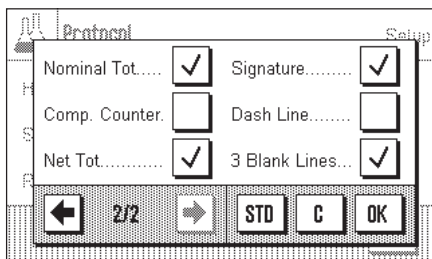 Protocol Setup
Nominal Tot..... Signature.........
Comp. Counter. Dash Line........
Net Tot............ 3 Blank Lines...
2/2 STD C OK